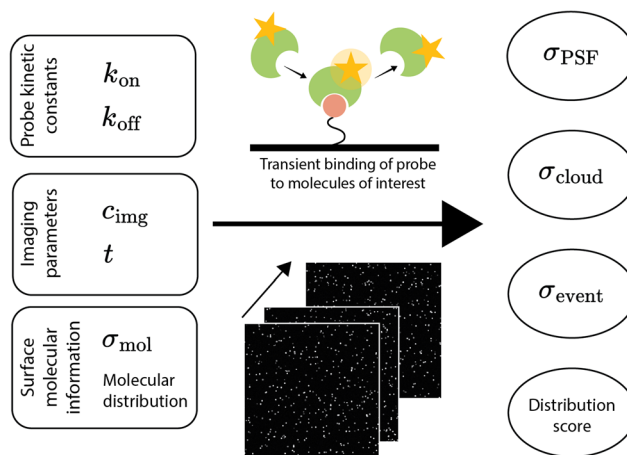 Probe kinetic
constants
k_on
k_off
Imaging
parameters
c_img
t
Surface
molecular
information
σ_mol
Molecular
distribution
Transient binding of probe
to molecules of interest
σ_PSF
σ_cloud
σ_event
Distribution
score